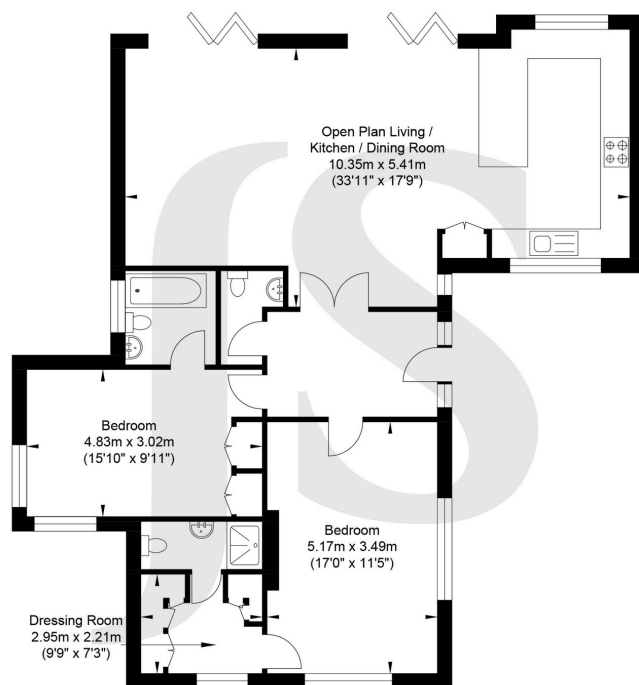 Open Plan Living /
Kitchen / Dining Room
10.35m x 5.41m
(33'11" x 17'9")
Bedroom
4.83m x 3.02m
(15'10" x 9'11")
Bedroom
5.17m x 3.49m
(17'0" x 11'5")
Dressing Room
2.95m x 2.21m
(9'9" x 7'3")
JS